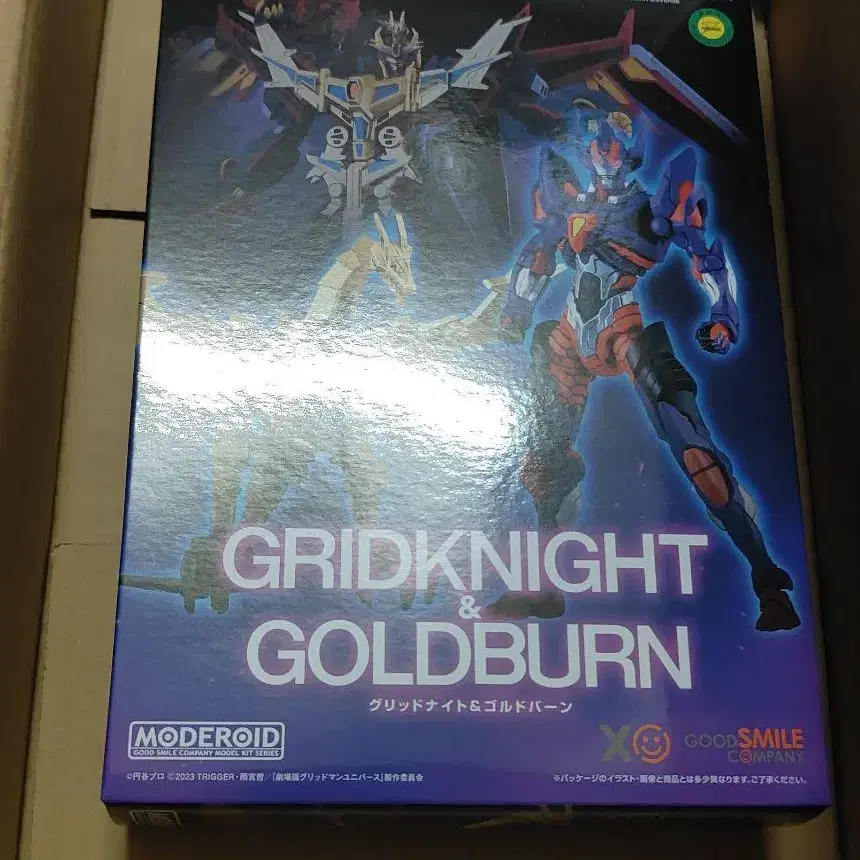 UNIVERSE
GRIDKNIGHT
&
GOLDBURN
グリッドナイト&ゴルドバーン
MODEROID
GOOD SMILE COMPANY MODEL KIT SERIES
GOODSMILE
COMPANY
©円谷プロ ©2023 TRIGGER・雨宮哲/「劇場版グリッドマンユニバース」製作委員会
※パッケージのイラスト・画像と商品とは多少異なります。ご了承ください。